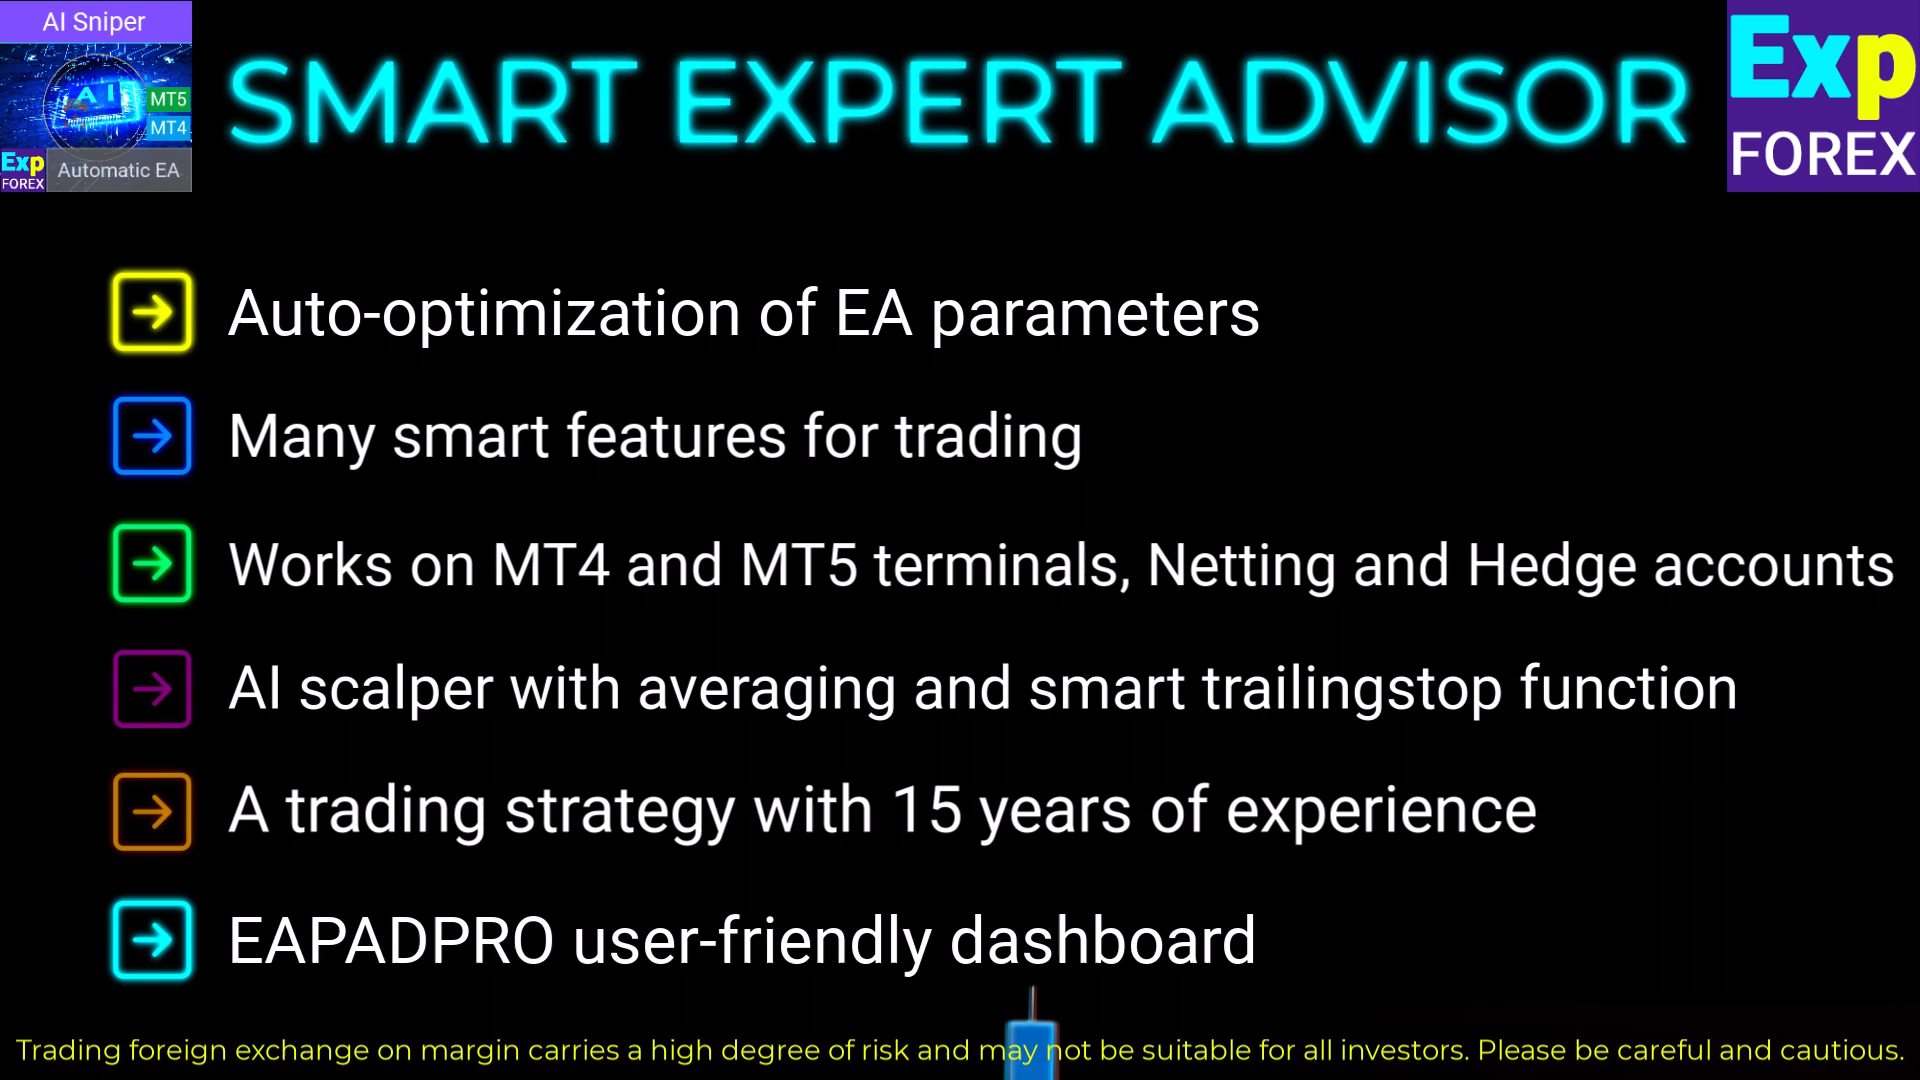 AI Sniper
AI
MT5
MT4
Exp
FOREX
Automatic EA
SMART EXPERT ADVISOR
Exp
FOREX
Auto-optimization of EA parameters
Many smart features for trading
Works on MT4 and MT5 terminals, Netting and Hedge accounts
AI scalper with averaging and smart trailingstop function
A trading strategy with 15 years of experience
EAPADPRO user-friendly dashboard
Trading foreign exchange on margin carries a high degree of risk and may not be suitable for all investors. Please be careful and cautious.